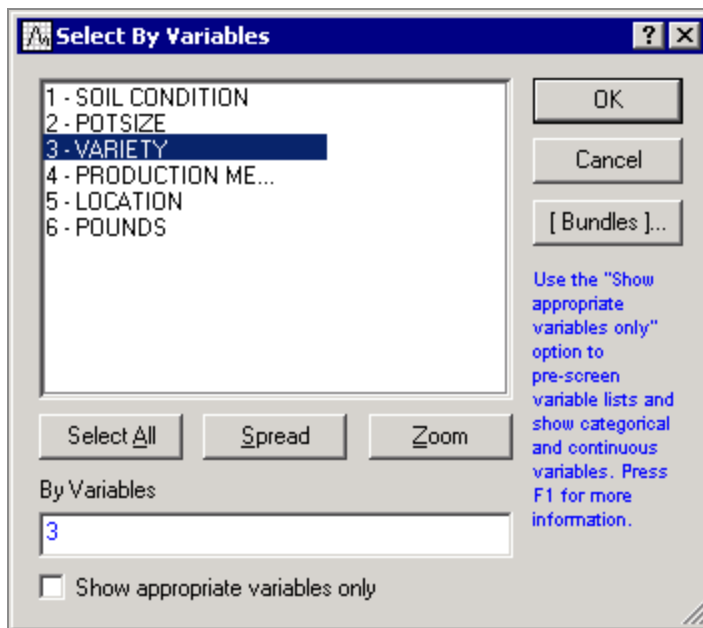 Select By Variables
1 - SOIL CONDITION
2 - POTSIZE
3 - VARIETY
4 - PRODUCTION ME...
5 - LOCATION
6 - POUNDS
OK
Cancel
[ Bundles ]...
Use the "Show
appropriate
variables only"
option to
pre-screen
variable lists and
show categorical
and continuous
variables. Press
F1 for more
information.
Select All
Spread
Zoom
By Variables
3
Show appropriate variables only